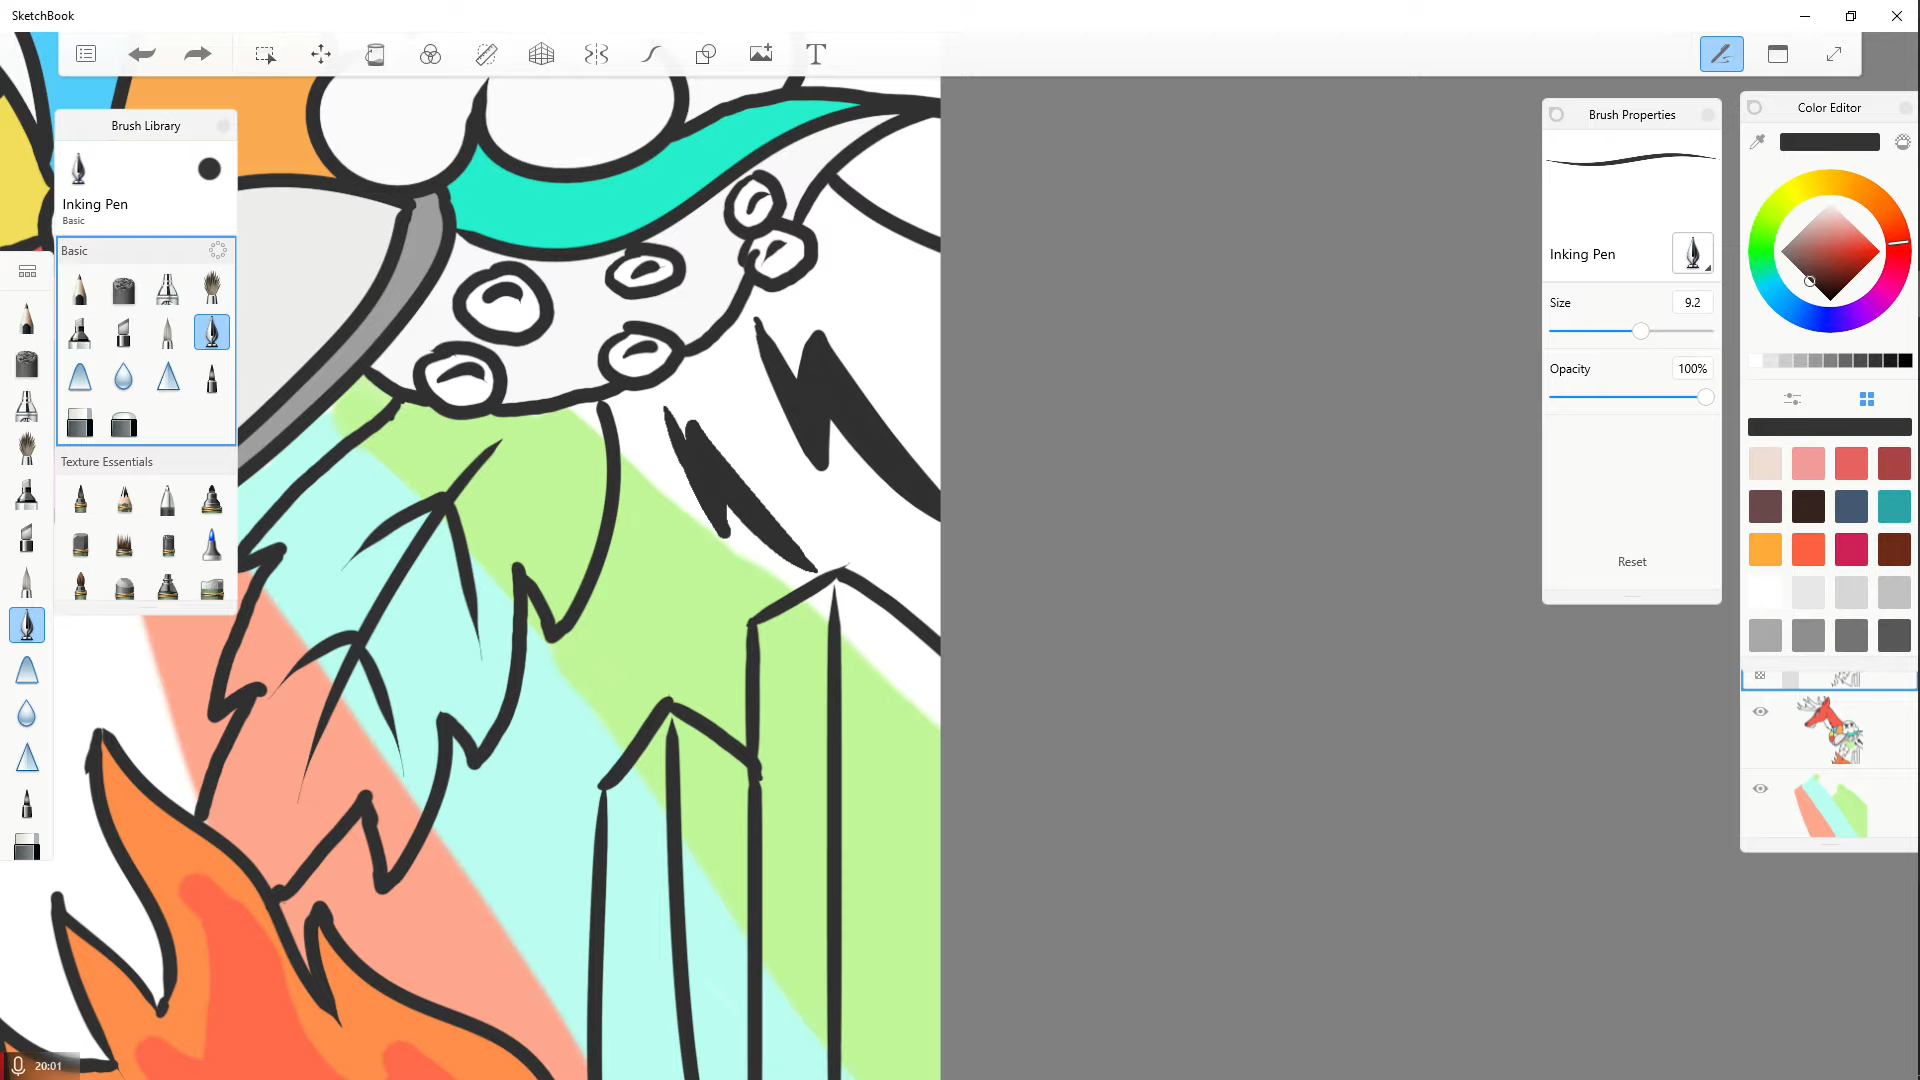 SketchBook
T
Brush Library
Inking Pen
Basic
Basic
Texture Essentials
Brush Properties
Inking Pen
Size
9.2
Opacity
100%
Reset
Color Editor
20:01